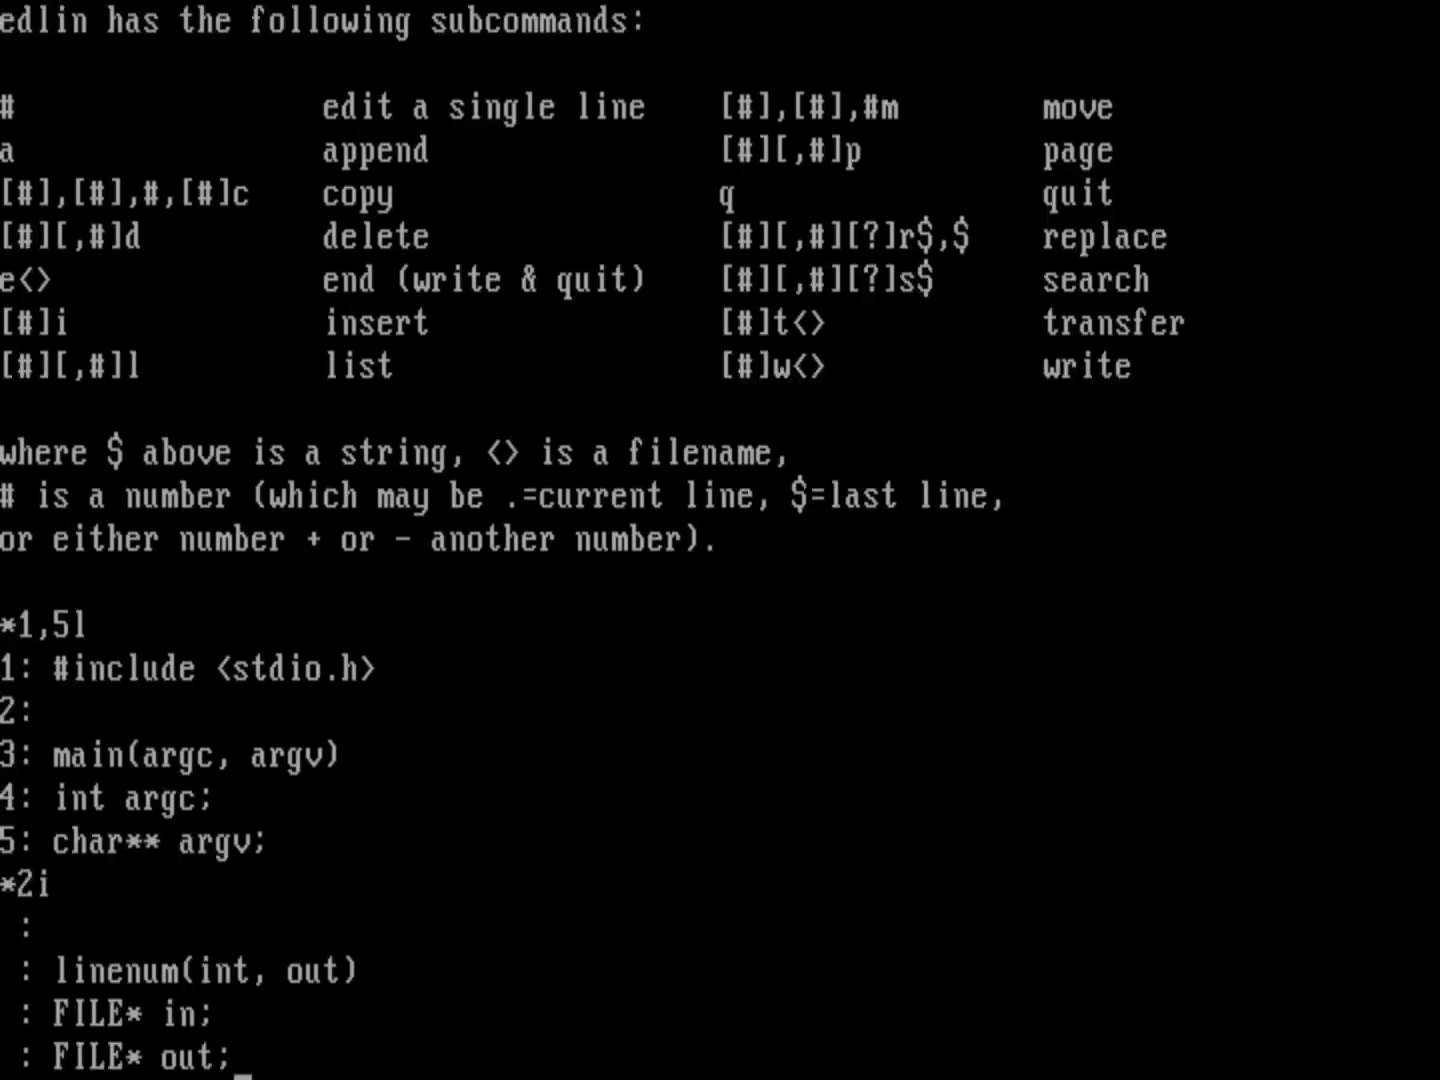 edlin has the following subcommands:
# edit a single line [#],[#],#m move
a append [#][,#]p page
[#],[#],#,[#]c copy q quit
[#][,#]d delete [#][,#][?]r$,$ replace
e<> end (write & quit) [#][,#][?]s$ search
[#]i insert [#]t<> transfer
[#][,#]l list [#]w<> write
where $ above is a string, <> is a filename,
# is a number (which may be .=current line, $=last line,
or either number + or - another number).
*1,5l
1: #include <stdio.h>
2:
3: main(argc, argv)
4: int argc;
5: char** argv;
*2i
:
: linenum(int, out)
: FILE* in;
: FILE* out;_